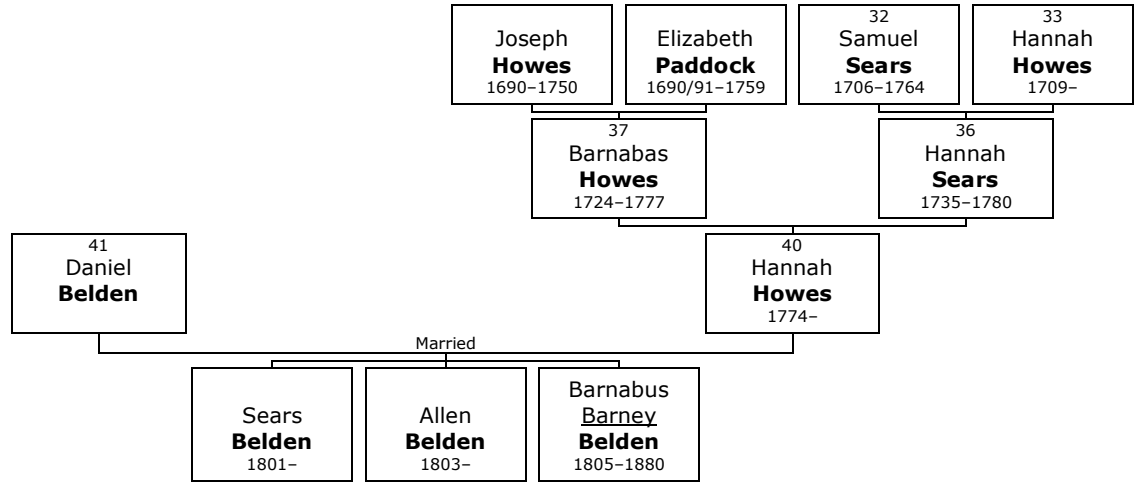 Joseph
Howes
1690–1750
Elizabeth
Paddock
1690/91–1759
32
Samuel
Sears
1706–1764
33
Hannah
Howes
1709–
37
Barnabas
Howes
1724–1777
36
Hannah
Sears
1735–1780
41
Daniel
Belden
40
Hannah
Howes
1774–
Married
Sears
Belden
1801–
Allen
Belden
1803–
Barnabus
Barney
Belden
1805–1880